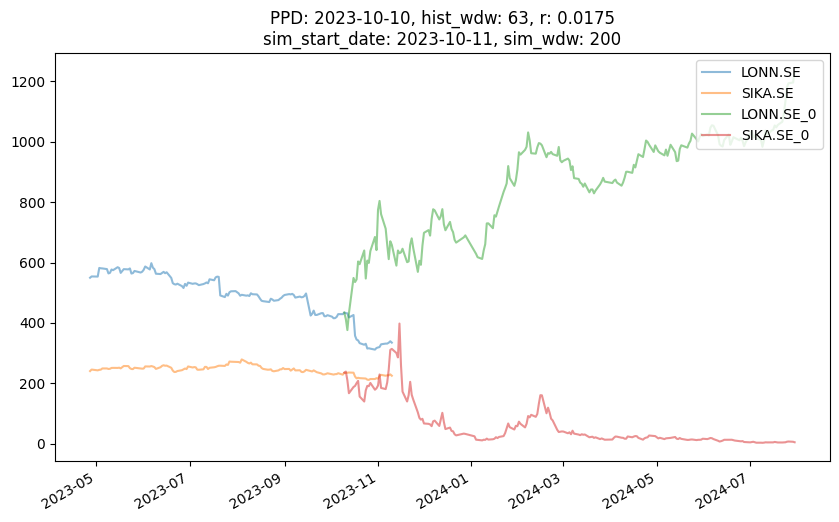 PPD: 2023-10-10, hist_wdw: 63, r: 0.0175
sim_start_date: 2023-10-11, sim_wdw: 200
LONN.SE
SIKA.SE
LONN.SE_0
SIKA.SE_0
1200
1000
800
600
400
200
0
2023-05
2023-07
2023-09
2023-11
2024-01
2024-03
2024-05
2024-07